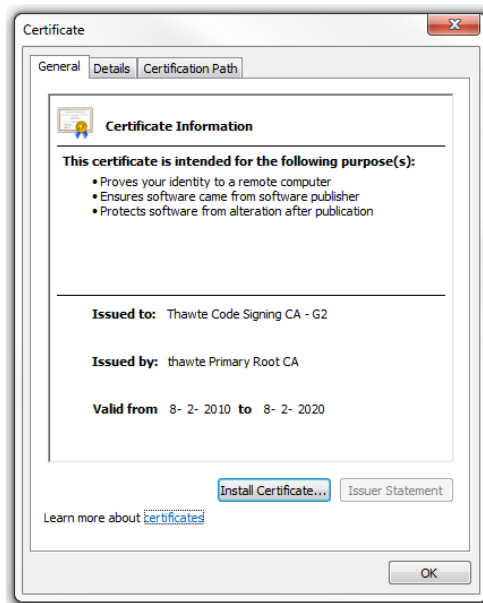 Certificate
General Details Certification Path
Certificate Information
This certificate is intended for the following purpose(s):
• Proves your identity to a remote computer
• Ensures software came from software publisher
• Protects software from alteration after publication
Issued to: Thawte Code Signing CA - G2
Issued by: thawte Primary Root CA
Valid from 8- 2- 2010 to 8- 2- 2020
Install Certificate... Issuer Statement
Learn more about certificates
OK